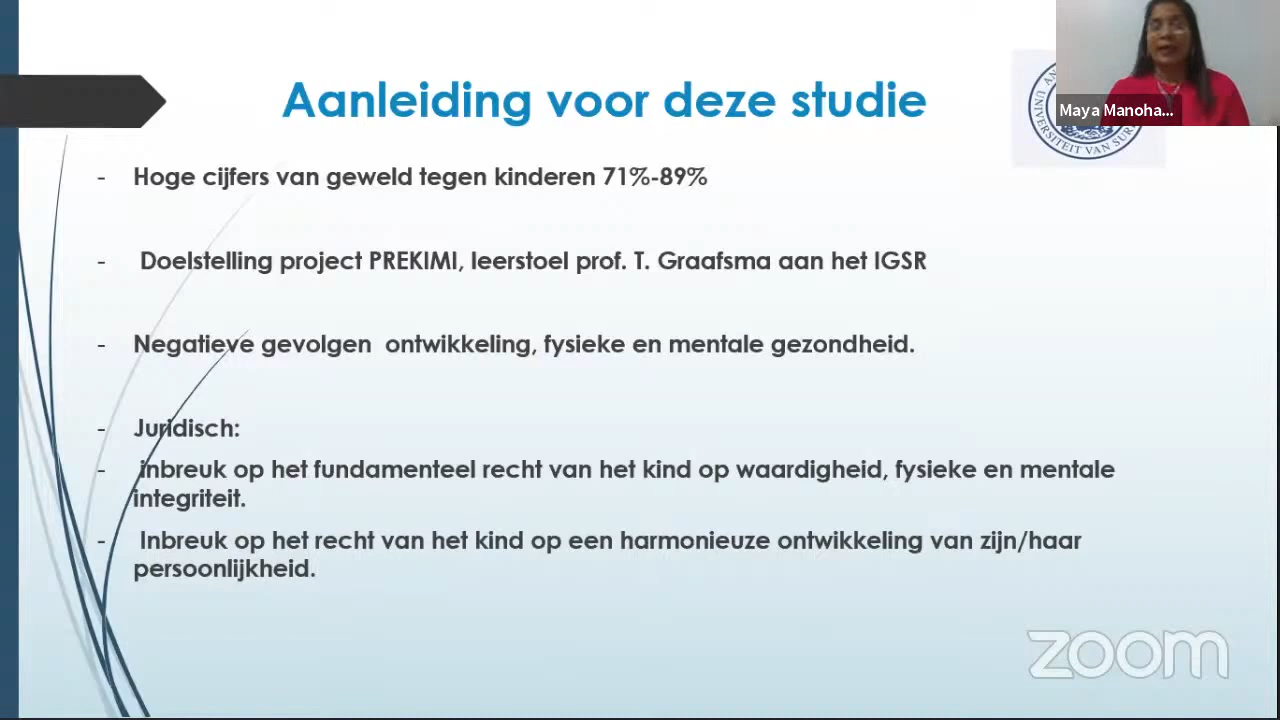 Aanleiding voor deze studie
Maya Manoha...
UNIVERSITEIT VAN SUR
- Hoge cijfers van geweld tegen kinderen 71%-89%
- Doelstelling project PREKIMI, leerstoel prof. T. Graafsma aan het IGSR
- Negatieve gevolgen ontwikkeling, fysieke en mentale gezondheid.
- Juridisch:
- inbreuk op het fundamenteel recht van het kind op waardigheid, fysieke en mentale
integriteit.
- Inbreuk op het recht van het kind op een harmonieuze ontwikkeling van zijn/haar
persoonlijkheid.
zoom